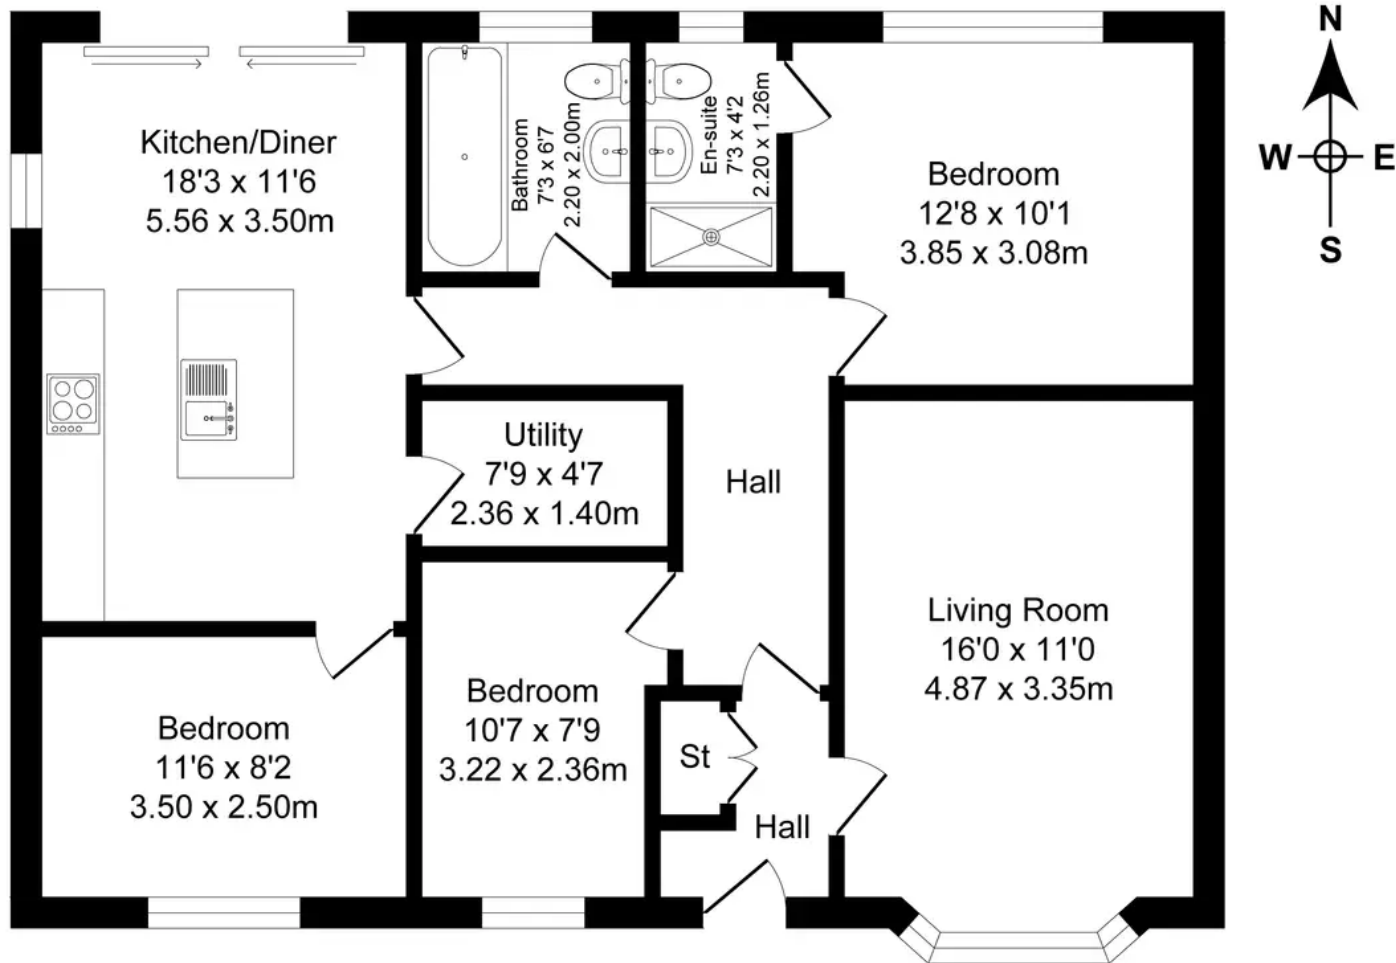 N
W
E
S
Kitchen/Diner
18'3 x 11'6
5.56 x 3.50m
Bathroom
7'3 x 6'7
2.20 x 2.00m
En-suite
7'3 x 4'2
2.20 x 1.26m
Bedroom
12'8 x 10'1
3.85 x 3.08m
Utility
7'9 x 4'7
2.36 x 1.40m
Hall
Living Room
16'0 x 11'0
4.87 x 3.35m
Bedroom
11'6 x 8'2
3.50 x 2.50m
Bedroom
10'7 x 7'9
3.22 x 2.36m
St
Hall